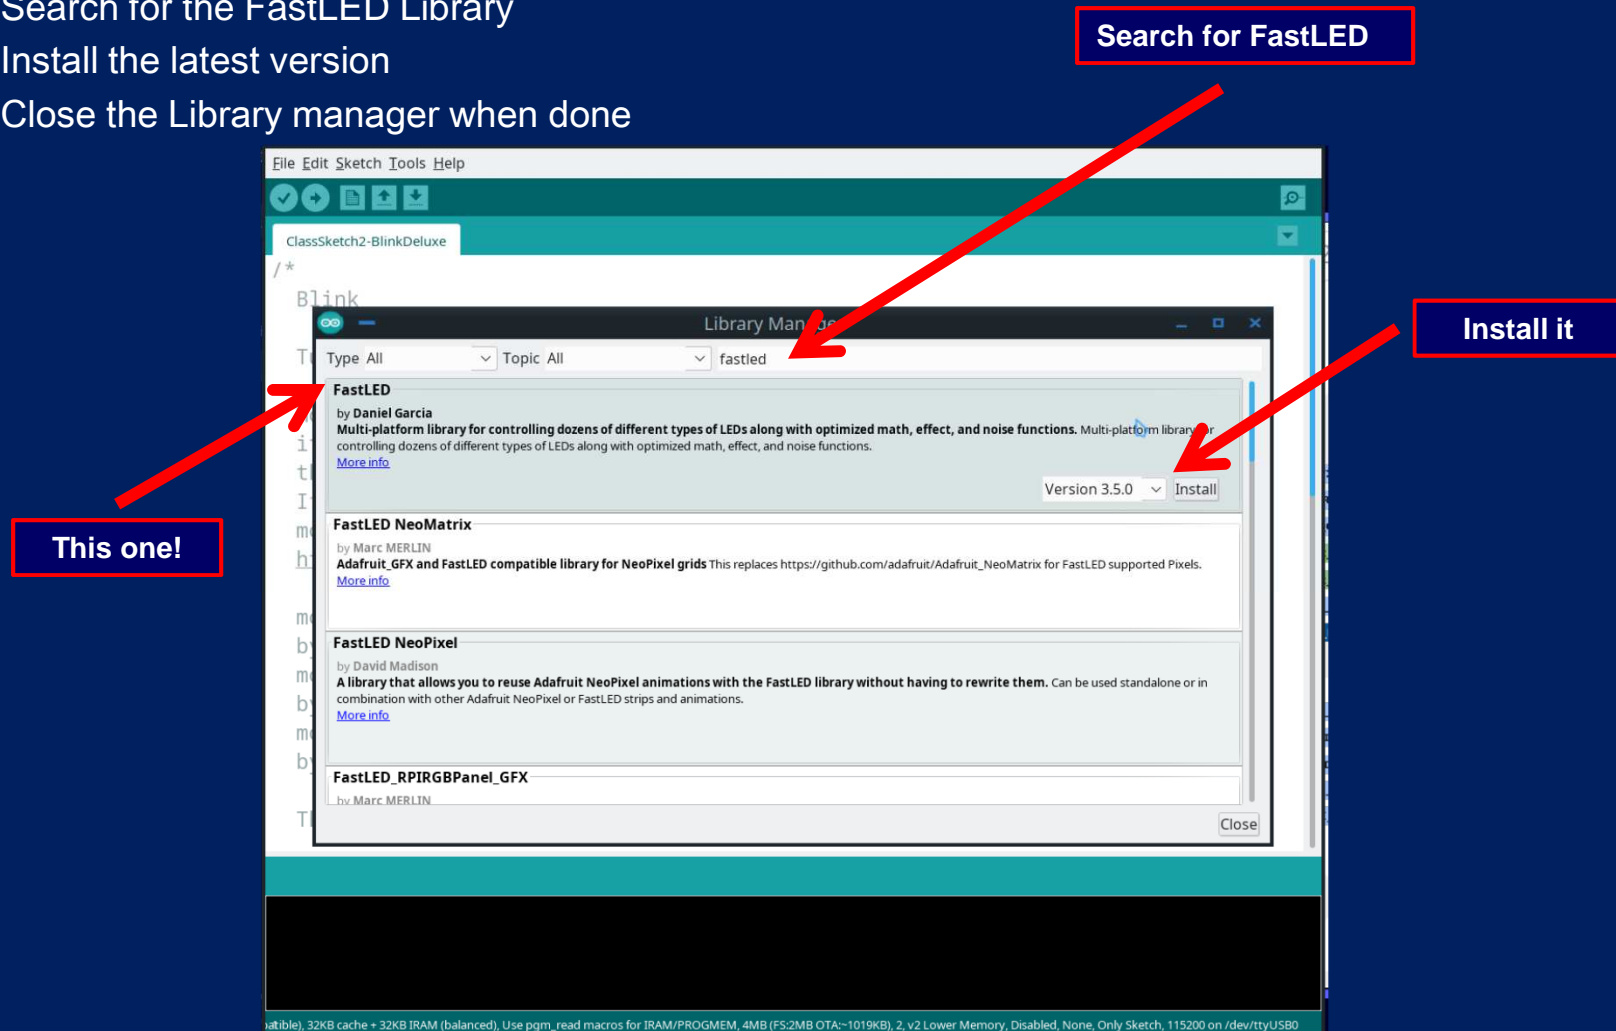 Search for the FastLED Library
Install the latest version
Close the Library manager when done
Search for FastLED
Install it
This one!
File Edit Sketch Tools Help
ClassSketch2-BlinkDeluxe
/*
Blink
Library Manage
Type All Topic All fastled
FastLED
by Daniel Garcia
Multi-platform library for controlling dozens of different types of LEDs along with optimized math, effect, and noise functions. Multi-platform library for
controlling dozens of different types of LEDs along with optimized math, effect, and noise functions.
More info
Version 3.5.0 Install
FastLED NeoMatrix
by Marc MERLIN
Adafruit_GFX and FastLED compatible library for NeoPixel grids This replaces https://github.com/adafruit/Adafruit_NeoMatrix for FastLED supported Pixels.
More info
FastLED NeoPixel
by David Madison
A library that allows you to reuse Adafruit NeoPixel animations with the FastLED library without having to rewrite them. Can be used standalone or in
combination with other Adafruit NeoPixel or FastLED strips and animations.
More info
FastLED_RPIRGBPanel_GFX
by Marc MERLIN
Close
atible), 32KB cache + 32KB IRAM (balanced), Use pgm_read macros for IRAM/PROGMEM, 4MB (FS:2MB OTA:~1019KB), 2, v2 Lower Memory, Disabled, None, Only Sketch, 115200 on /dev/ttyUSB0